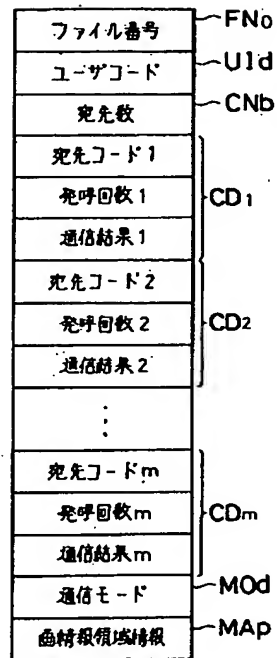 ファイル番号 FNo
ユーザコード UId
宛先数 CNb
宛先コード1
発呼回数1 CD1
通信結果1
宛先コード2
発呼回数2 CD2
通信結果2
⋮
宛先コードm
発呼回数m CDm
通信結果m
通信モード MOd
画情報領域情報 MAp